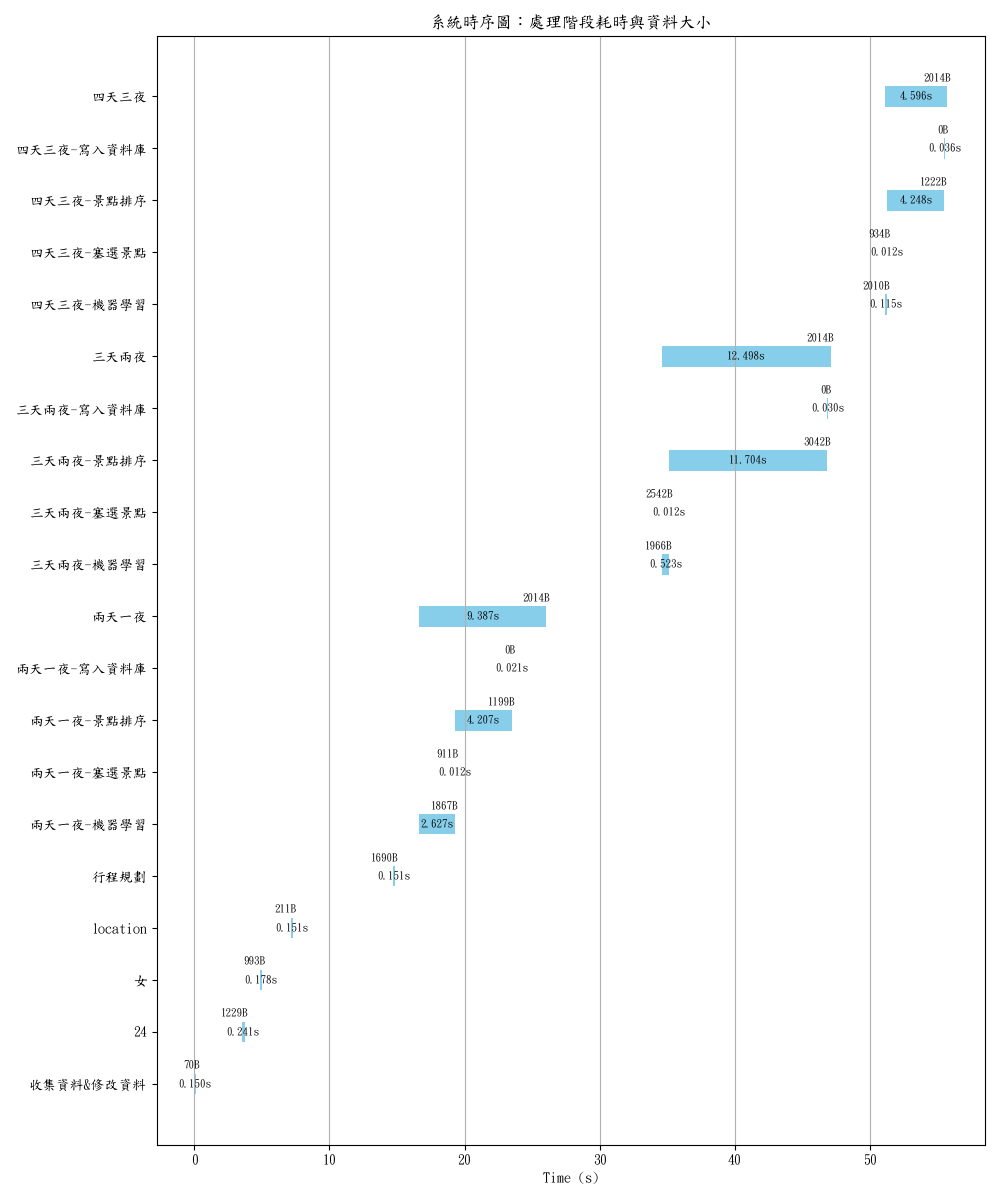 系統時序圖：處理階段耗時與資料大小
2014B
四天三夜
4.596s
0B
四天三夜-寫入資料庫
0.036s
1222B
四天三夜-景點排序
4.248s
934B
四天三夜-塞選景點
0.012s
2010B
四天三夜-機器學習
0.115s
2014B
三天兩夜
12.498s
0B
三天兩夜-寫入資料庫
0.030s
3042B
三天兩夜-景點排序
11.704s
2542B
三天兩夜-塞選景點
0.012s
1966B
三天兩夜-機器學習
0.523s
2014B
兩天一夜
9.387s
0B
兩天一夜-寫入資料庫
0.021s
1199B
兩天一夜-景點排序
4.207s
911B
兩天一夜-塞選景點
0.012s
1867B
兩天一夜-機器學習
2.627s
1690B
行程規劃
0.151s
211B
location
0.151s
993B
女
0.178s
1229B
24
0.241s
70B
收集資料&修改資料
0.150s
0 10 20 30 40 50
Time (s)